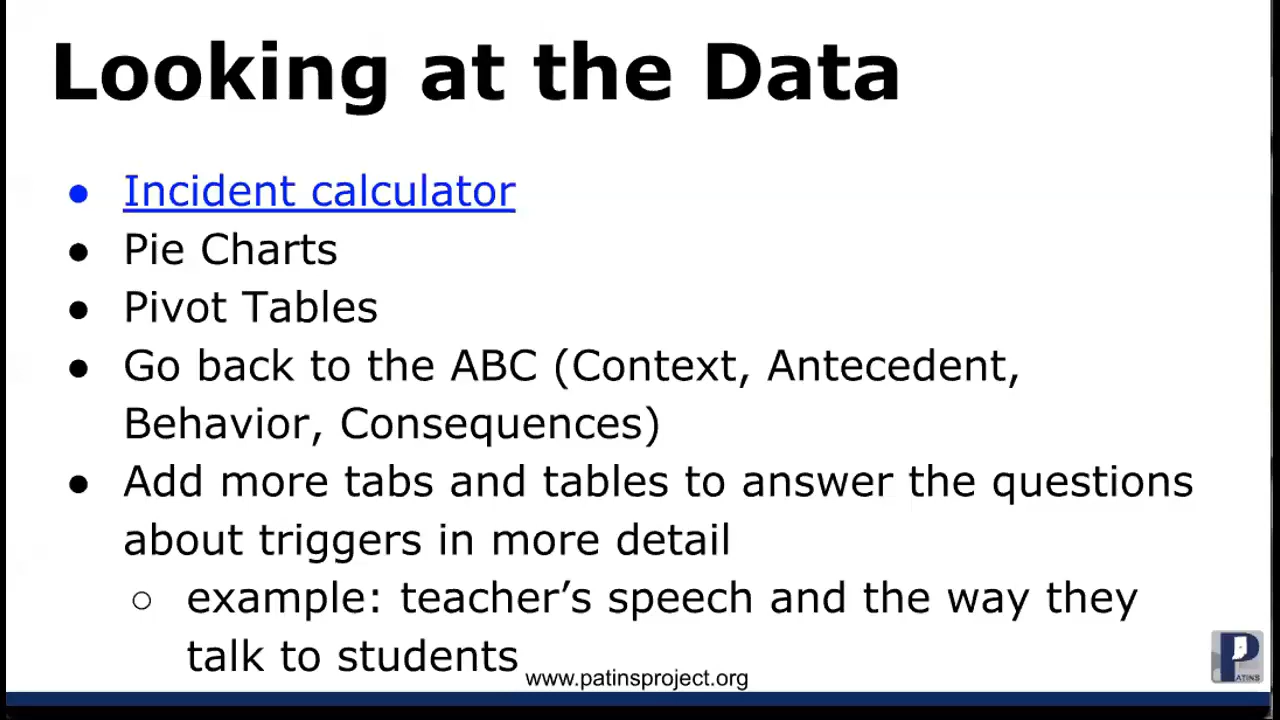 Looking at the Data
● Incident calculator
● Pie Charts
● Pivot Tables
● Go back to the ABC (Context, Antecedent,
Behavior, Consequences)
● Add more tabs and tables to answer the questions
about triggers in more detail
○ example: teacher’s speech and the way they
talk to students
www.patinsproject.org
PATINS